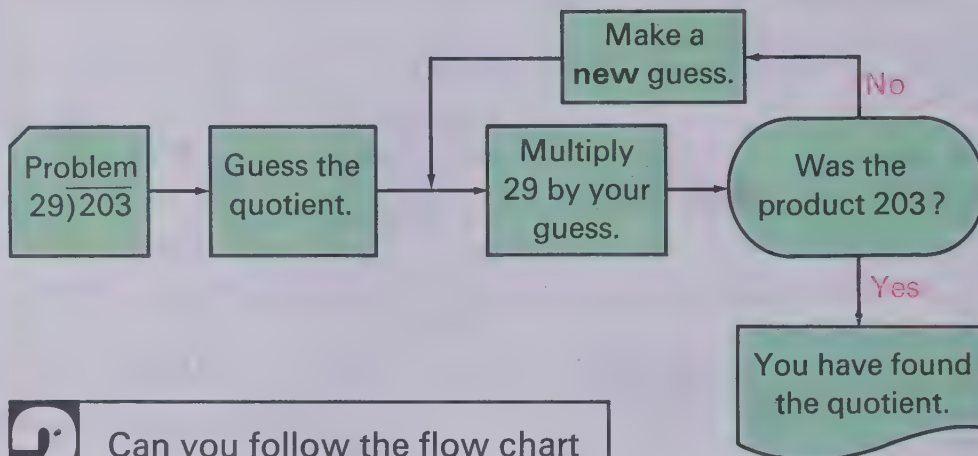 Make a
new guess.
No
Problem
29)203
Guess the
quotient.
Multiply
29 by your
guess.
Was the
product 203?
Yes
You have found
the quotient.
Can you follow the flow chart